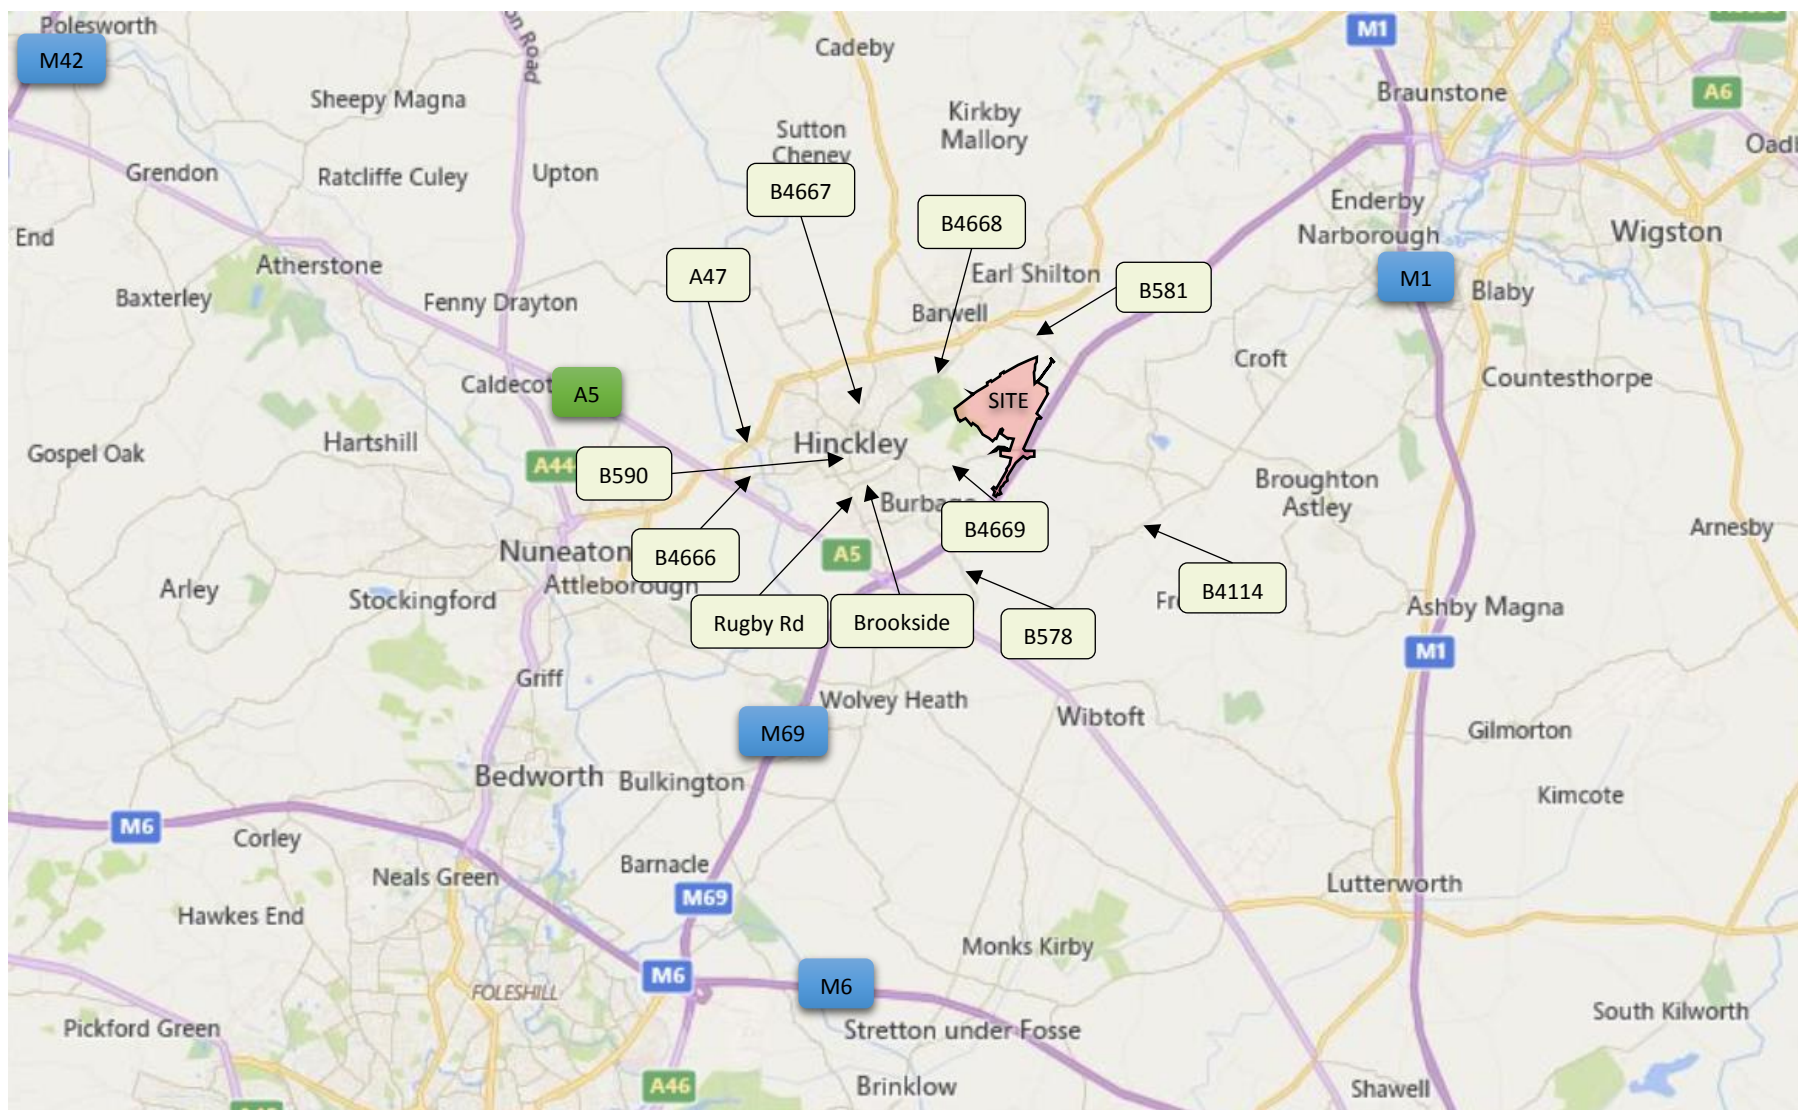 Polesworth
on Road
M1
Cadeby
M42
Braunstone
A6
Sheepy Magna
Kirkby
Mallory
Sutton
Cheney
Grendon
Ratcliffe Culey
Upton
B4667
Enderby
End
B4668
Narborough
Wigston
Atherstone
A47
Earl Shilton
B581
M1
Blaby
Baxterley
Fenny Drayton
Barwell
Croft
Countesthorpe
A5
SITE
Hartshill
Hinckley
Gospel Oak
B590
Broughton
Astley
Burbage
B4669
Arnesby
Nuneaton
B4666
A5
Attleborough
Arley
Stockingford
B4114
Ashby Magna
Rugby Rd
Brookside
B578
M1
Griff
Wolvey Heath
Wibtoft
M69
Gilmorton
Bedworth
Bulkington
Kimcote
M6
Corley
Barnacle
Neals Green
Lutterworth
M69
Hawkes End
Monks Kirby
M6
M6
FOLESHILL
South Kilworth
Pickford Green
Stretton under Fosse
A46
Brinklow
Shawell